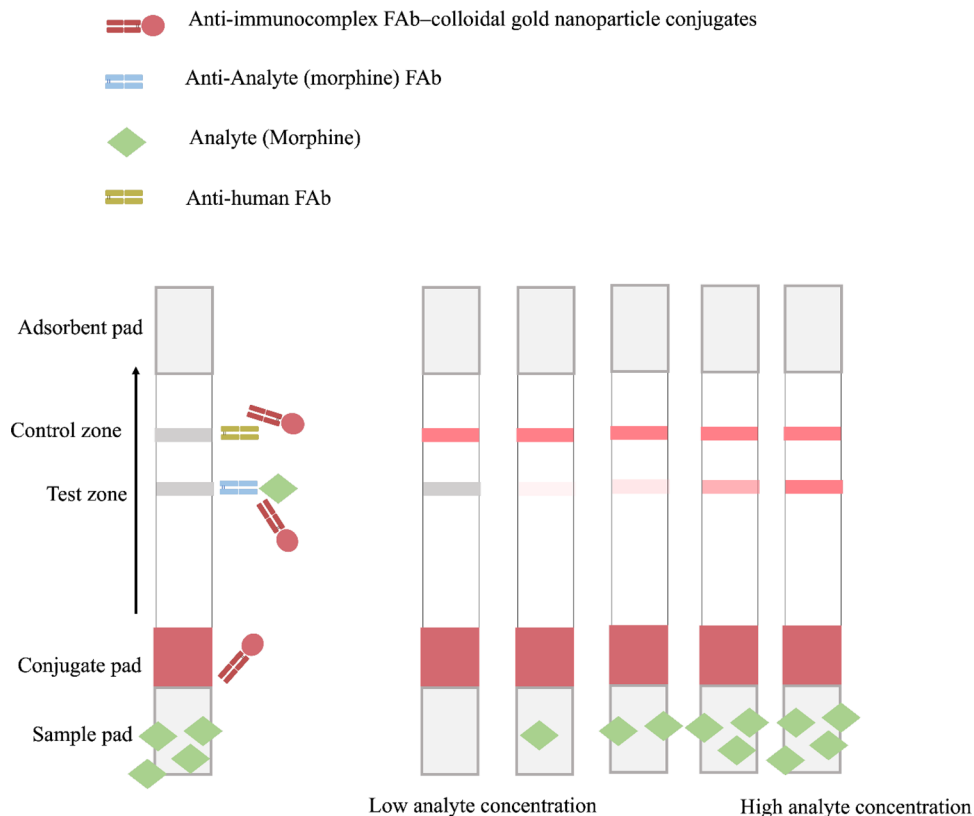 Anti-immunocomplex FAb–colloidal gold nanoparticle conjugates
Anti-Analyte (morphine) FAb
Analyte (Morphine)
Anti-human FAb
Adsorbent pad
Control zone
Test zone
Conjugate pad
Sample pad
Low analyte concentration
High analyte concentration